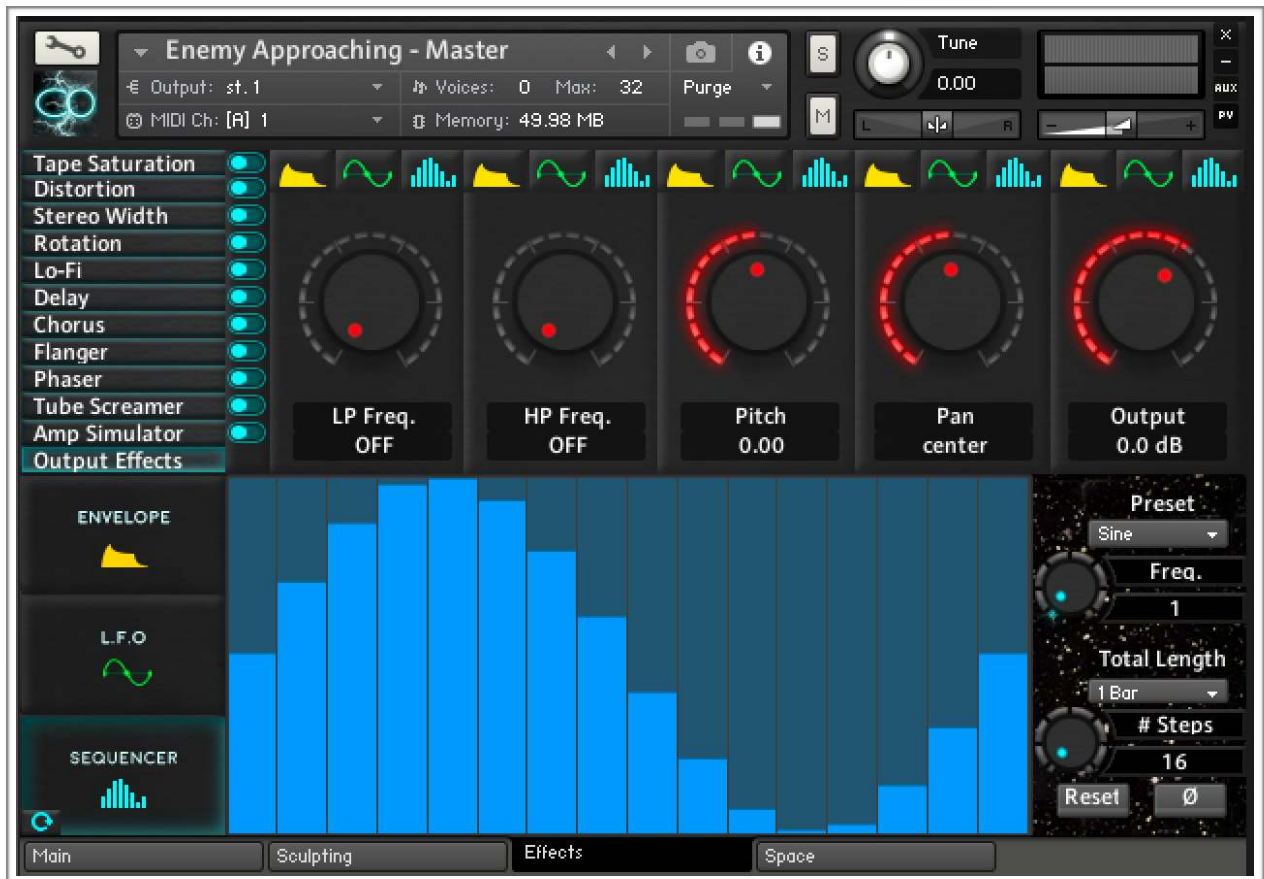 Enemy Approaching - Master
Output: st. 1
Voices: 0 Max: 32
Purge
MIDI Ch: [A] 1
Memory: 49.98 MB
S
M
Tune
0.00
L
R
-
+
X
-
AUX
PV
Tape Saturation
Distortion
Stereo Width
Rotation
Lo-Fi
Delay
Chorus
Flanger
Phaser
Tube Screamer
Amp Simulator
Output Effects
LP Freq.
OFF
HP Freq.
OFF
Pitch
0.00
Pan
center
Output
0.0 dB
ENVELOPE
L.F.O
SEQUENCER
Preset
Sine
Freq.
1
Total Length
1 Bar
# Steps
16
Reset
Ø
Main
Sculpting
Effects
Space